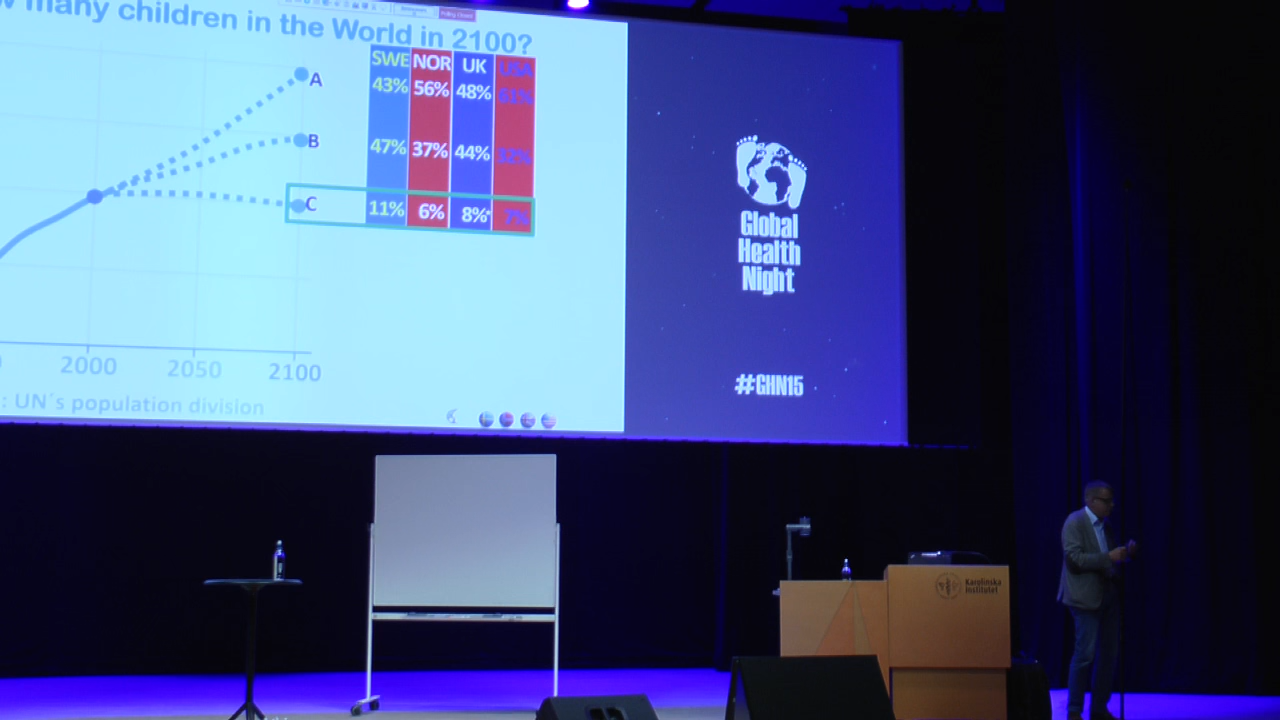 many children in the World in 2100?
SWE NOR UK USA
A 43% 56% 48% 61%
B 47% 37% 44% 32%
C 11% 6% 8%* 7%
2000 2050 2100
: UN´s population division
Global
Health
Night
#GHN15
Karolinska
Institutet